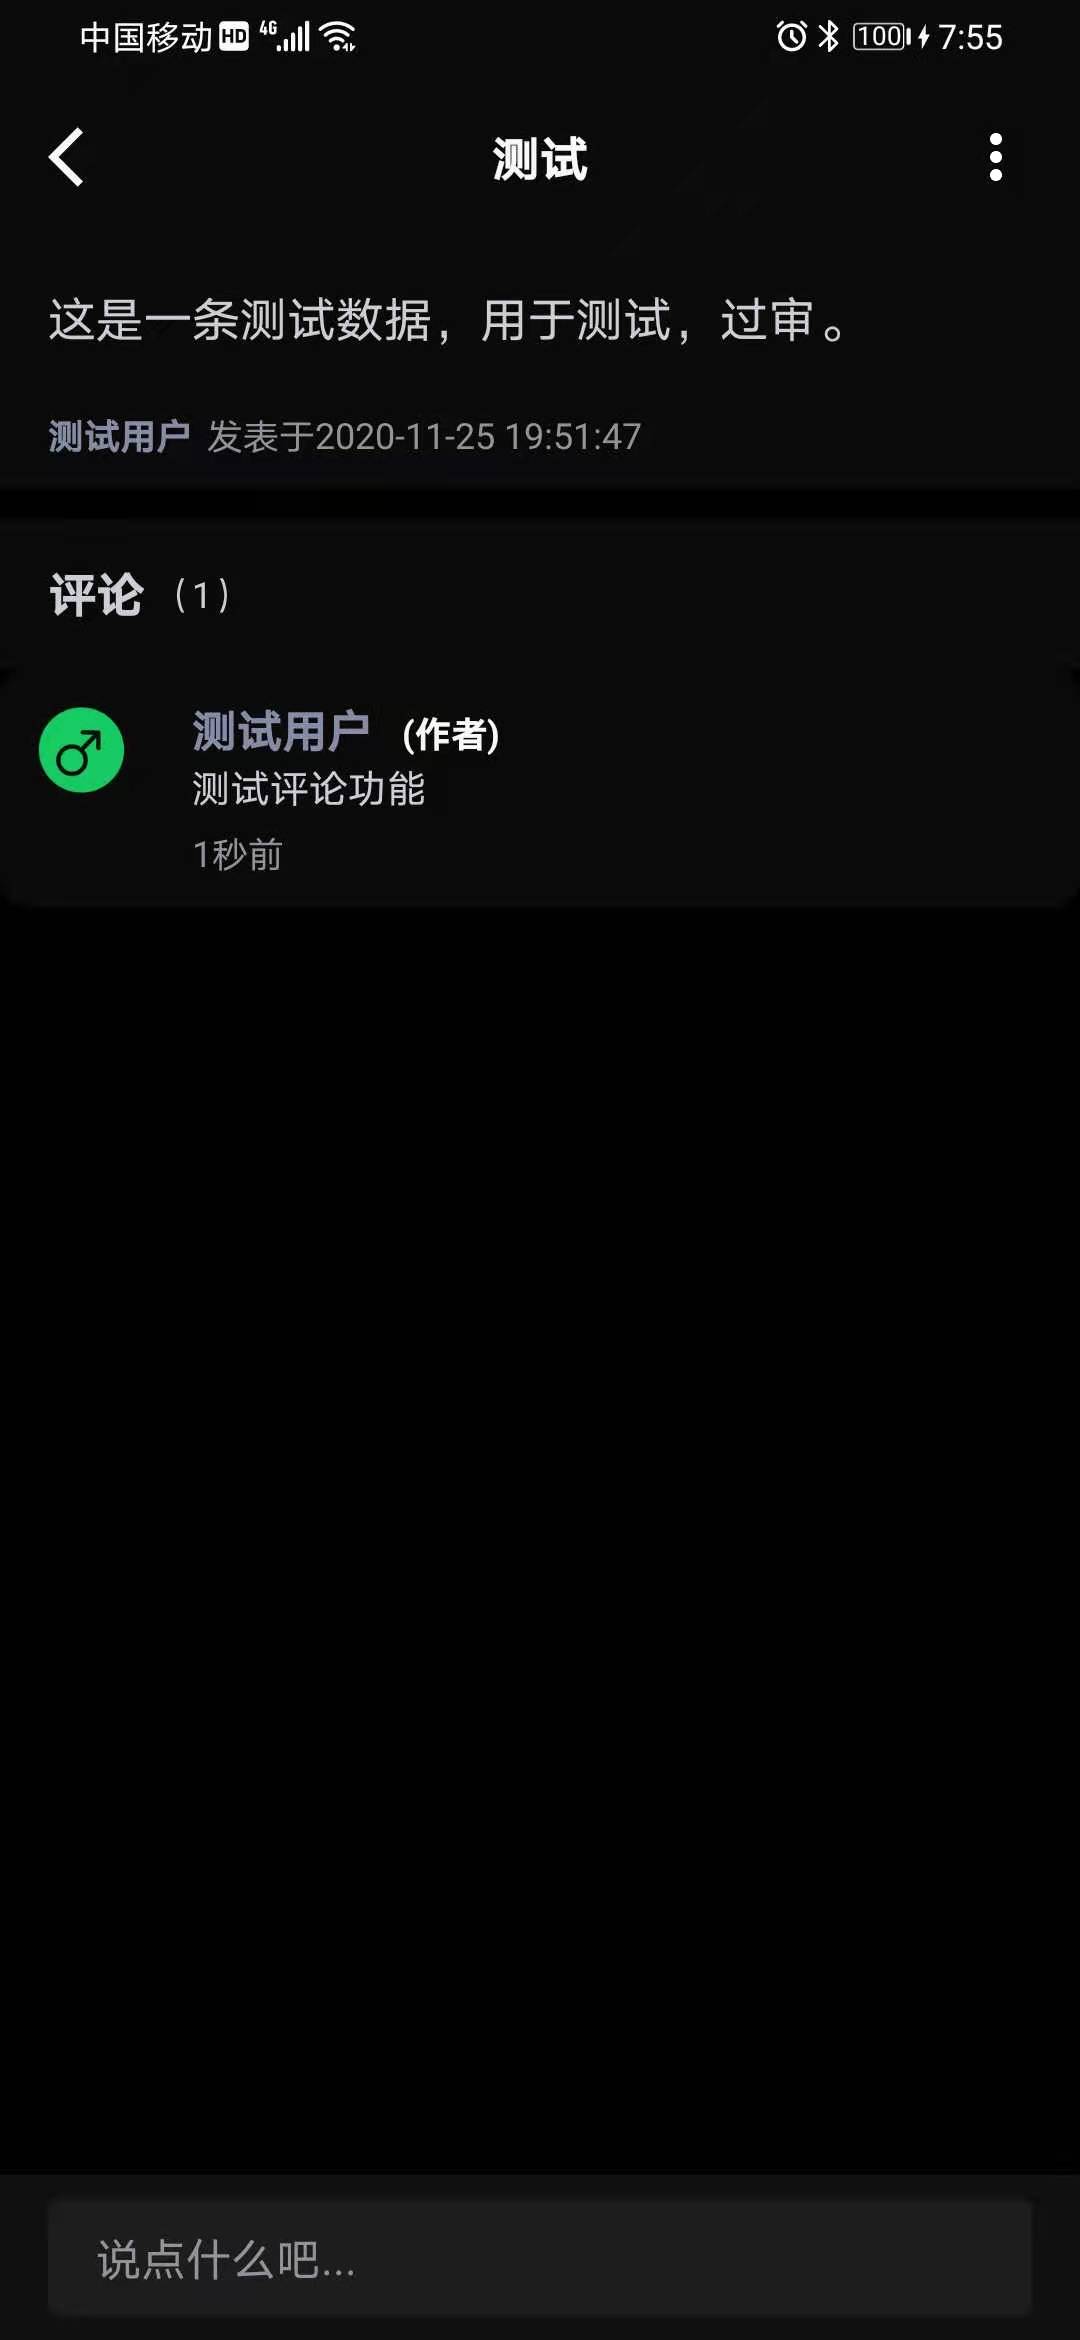 中国移动 HD 4G 100 7:55
测试
这是一条测试数据，用于测试，过审。
测试用户 发表于2020-11-25 19:51:47
评论 （1）
测试用户 (作者)
测试评论功能
1秒前
说点什么吧...